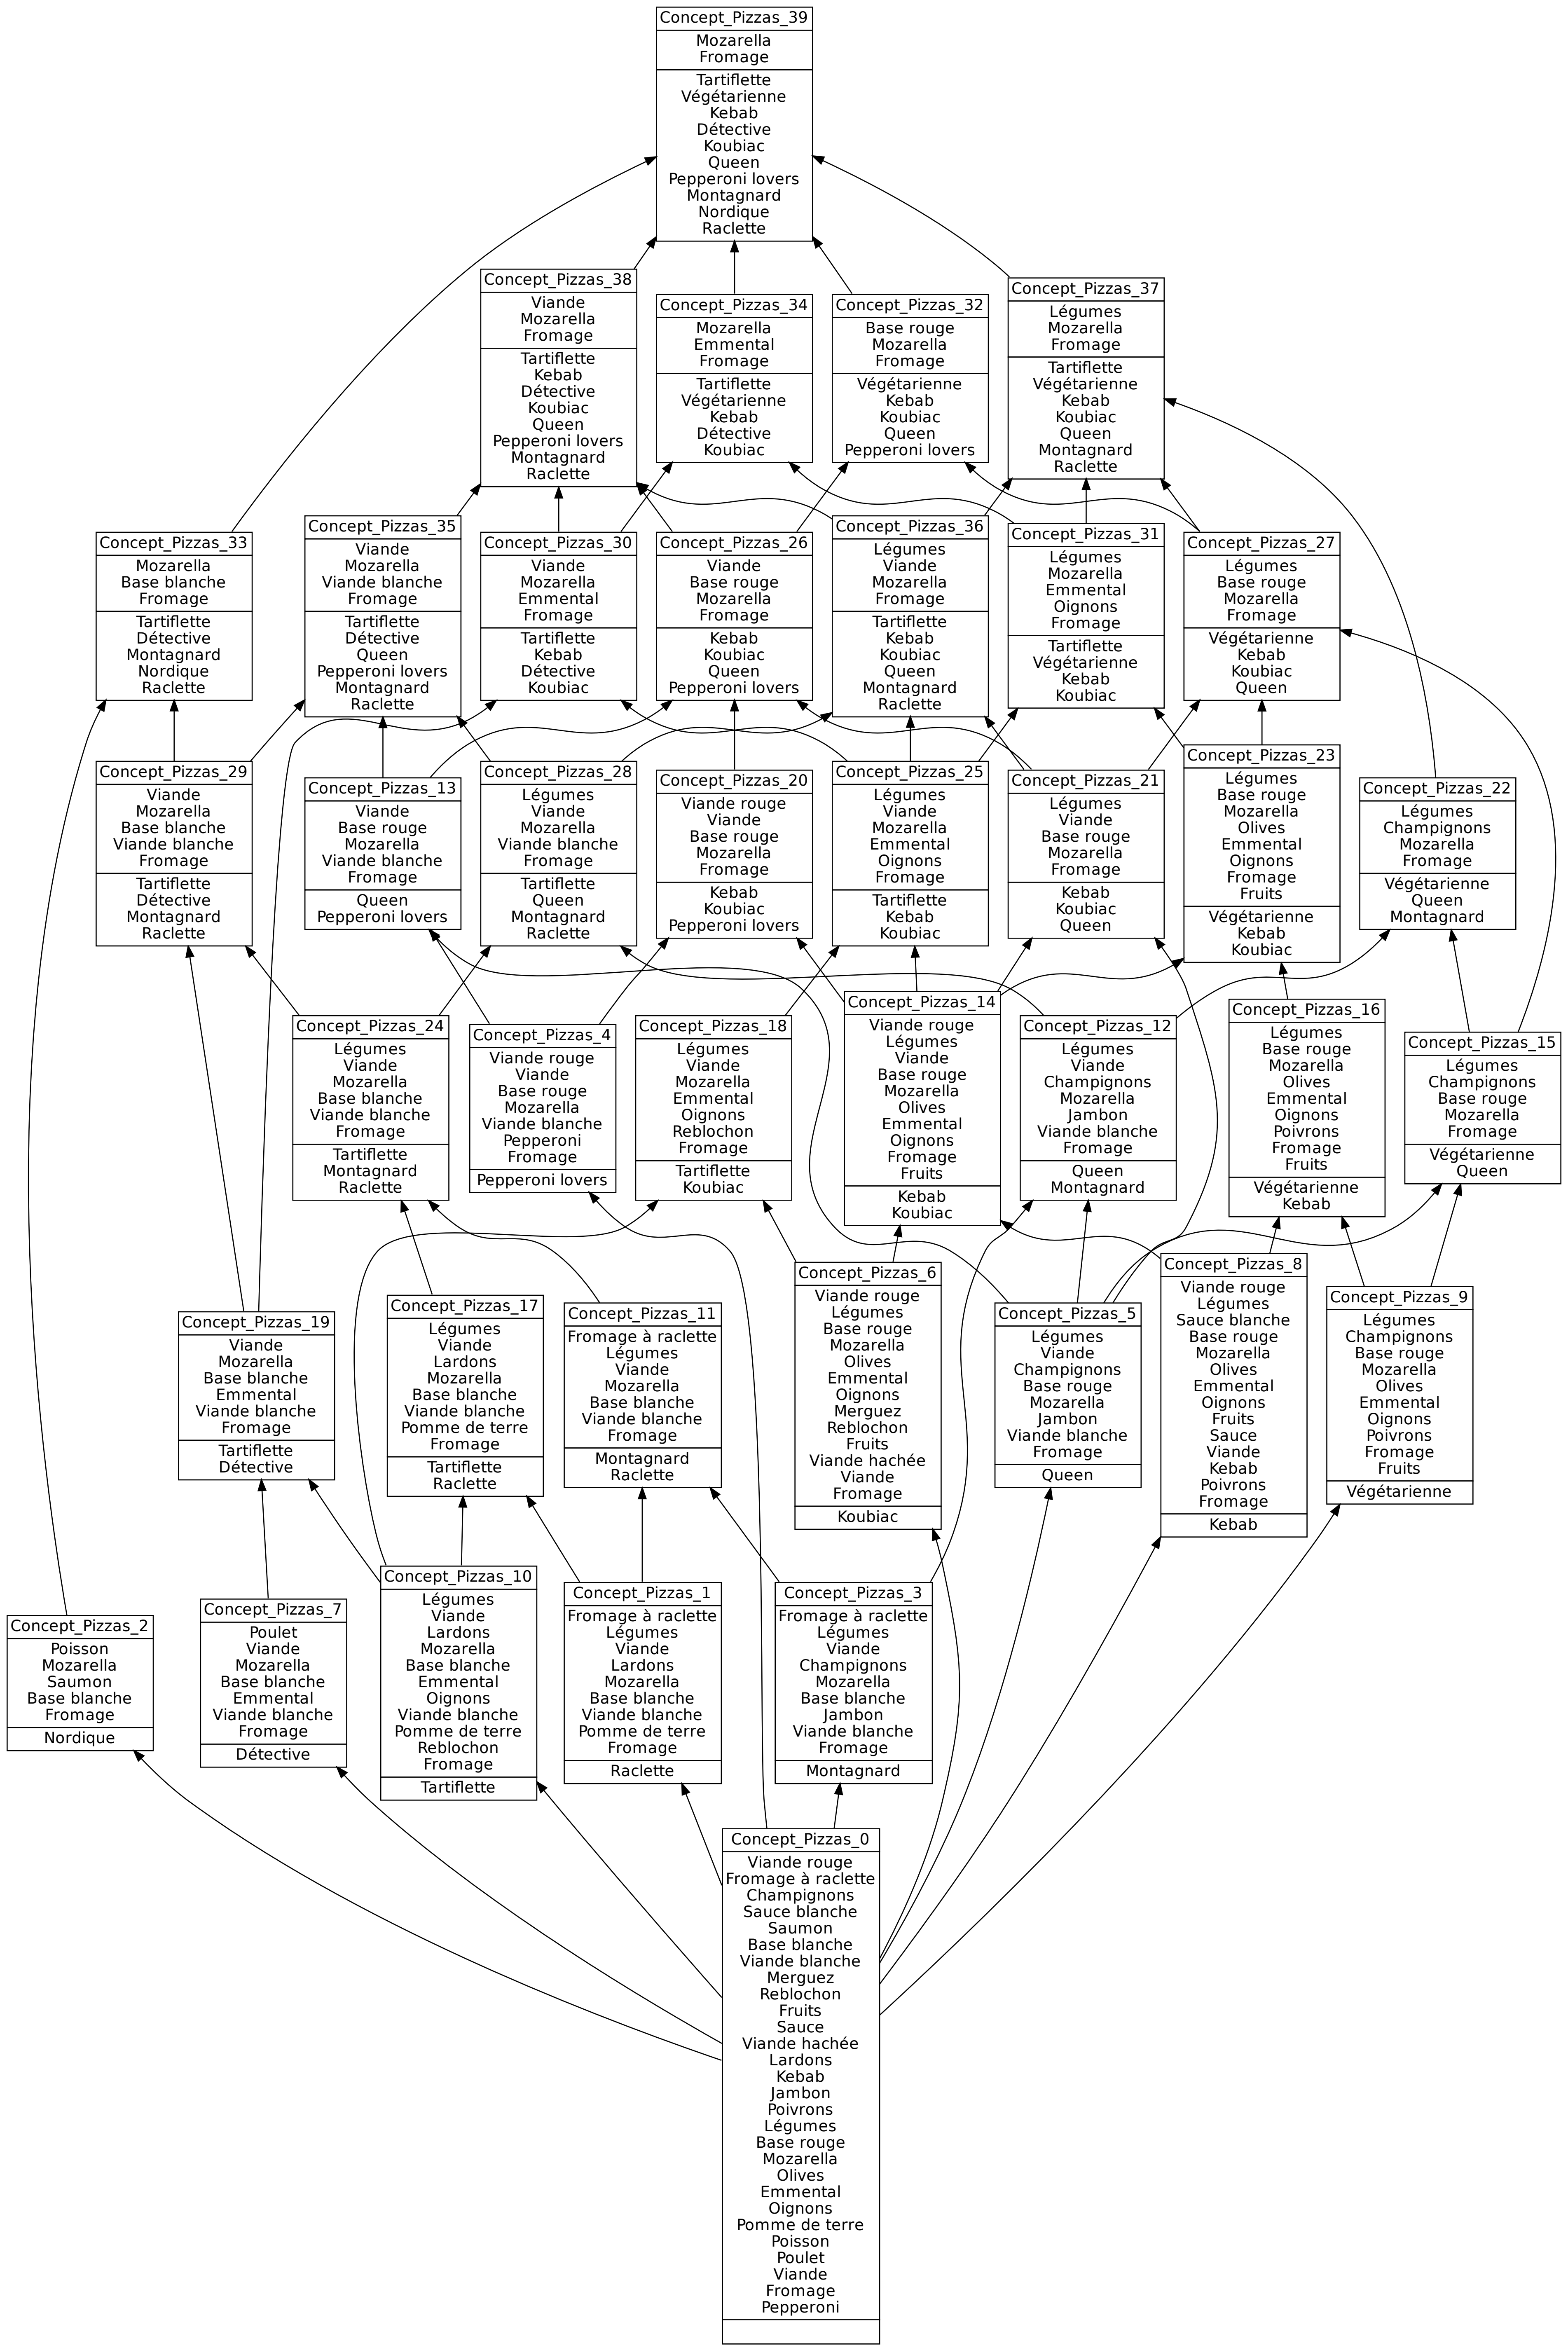 Concept_Pizzas_39
Mozarella
Fromage
Tartiflette
Végétarienne
Kebab
Détective
Koubiac
Queen
Pepperoni lovers
Montagnard
Nordique
Raclette
Concept_Pizzas_38
Viande
Mozarella
Fromage
Tartiflette
Kebab
Détective
Koubiac
Queen
Pepperoni lovers
Montagnard
Raclette
Concept_Pizzas_34
Mozarella
Emmental
Fromage
Tartiflette
Végétarienne
Kebab
Détective
Koubiac
Concept_Pizzas_32
Base rouge
Mozarella
Fromage
Végétarienne
Kebab
Koubiac
Queen
Pepperoni lovers
Concept_Pizzas_37
Légumes
Mozarella
Fromage
Tartiflette
Végétarienne
Kebab
Koubiac
Queen
Montagnard
Raclette
Concept_Pizzas_33
Mozarella
Base blanche
Fromage
Tartiflette
Détective
Montagnard
Nordique
Raclette
Concept_Pizzas_35
Viande
Mozarella
Viande blanche
Fromage
Tartiflette
Détective
Queen
Pepperoni lovers
Montagnard
Raclette
Concept_Pizzas_30
Viande
Mozarella
Emmental
Fromage
Tartiflette
Kebab
Détective
Koubiac
Concept_Pizzas_26
Viande
Base rouge
Mozarella
Fromage
Kebab
Koubiac
Queen
Pepperoni lovers
Concept_Pizzas_36
Légumes
Viande
Mozarella
Fromage
Tartiflette
Kebab
Koubiac
Queen
Montagnard
Raclette
Concept_Pizzas_31
Légumes
Mozarella
Emmental
Oignons
Fromage
Tartiflette
Végétarienne
Kebab
Koubiac
Concept_Pizzas_27
Légumes
Base rouge
Mozarella
Fromage
Végétarienne
Kebab
Koubiac
Queen
Concept_Pizzas_29
Viande
Mozarella
Base blanche
Viande blanche
Fromage
Tartiflette
Détective
Montagnard
Raclette
Concept_Pizzas_13
Viande
Base rouge
Mozarella
Viande blanche
Fromage
Queen
Pepperoni lovers
Concept_Pizzas_28
Légumes
Viande
Mozarella
Viande blanche
Fromage
Tartiflette
Queen
Montagnard
Raclette
Concept_Pizzas_20
Viande rouge
Viande
Base rouge
Mozarella
Fromage
Kebab
Koubiac
Pepperoni lovers
Concept_Pizzas_25
Légumes
Viande
Mozarella
Emmental
Oignons
Fromage
Tartiflette
Kebab
Koubiac
Concept_Pizzas_21
Légumes
Viande
Base rouge
Mozarella
Fromage
Kebab
Koubiac
Queen
Concept_Pizzas_23
Légumes
Base rouge
Mozarella
Olives
Emmental
Oignons
Fromage
Fruits
Végétarienne
Kebab
Koubiac
Concept_Pizzas_22
Légumes
Champignons
Mozarella
Fromage
Végétarienne
Queen
Montagnard
Concept_Pizzas_24
Légumes
Viande
Mozarella
Base blanche
Viande blanche
Fromage
Tartiflette
Montagnard
Raclette
Concept_Pizzas_4
Viande rouge
Viande
Base rouge
Mozarella
Viande blanche
Pepperoni
Fromage
Pepperoni lovers
Concept_Pizzas_18
Légumes
Viande
Mozarella
Emmental
Oignons
Reblochon
Fromage
Tartiflette
Koubiac
Concept_Pizzas_14
Viande rouge
Légumes
Viande
Base rouge
Mozarella
Olives
Emmental
Oignons
Fromage
Fruits
Kebab
Koubiac
Concept_Pizzas_12
Légumes
Viande
Champignons
Mozarella
Jambon
Viande blanche
Fromage
Queen
Montagnard
Concept_Pizzas_16
Légumes
Base rouge
Mozarella
Olives
Emmental
Oignons
Poivrons
Fromage
Fruits
Végétarienne
Kebab
Concept_Pizzas_15
Légumes
Champignons
Base rouge
Mozarella
Fromage
Végétarienne
Queen
Concept_Pizzas_19
Viande
Mozarella
Base blanche
Emmental
Viande blanche
Fromage
Tartiflette
Détective
Concept_Pizzas_17
Légumes
Viande
Lardons
Mozarella
Base blanche
Viande blanche
Pomme de terre
Fromage
Tartiflette
Raclette
Concept_Pizzas_11
Fromage à raclette
Légumes
Viande
Mozarella
Base blanche
Viande blanche
Fromage
Montagnard
Raclette
Concept_Pizzas_6
Viande rouge
Légumes
Base rouge
Mozarella
Olives
Emmental
Oignons
Merguez
Reblochon
Fruits
Viande hachée
Viande
Fromage
Koubiac
Concept_Pizzas_5
Légumes
Viande
Champignons
Base rouge
Mozarella
Jambon
Viande blanche
Fromage
Queen
Concept_Pizzas_8
Viande rouge
Légumes
Sauce blanche
Base rouge
Mozarella
Olives
Emmental
Oignons
Fruits
Sauce
Viande
Kebab
Poivrons
Fromage
Kebab
Concept_Pizzas_9
Légumes
Champignons
Base rouge
Mozarella
Olives
Emmental
Oignons
Poivrons
Fromage
Fruits
Végétarienne
Concept_Pizzas_2
Poisson
Mozarella
Saumon
Base blanche
Fromage
Nordique
Concept_Pizzas_7
Poulet
Viande
Mozarella
Base blanche
Emmental
Viande blanche
Fromage
Détective
Concept_Pizzas_10
Légumes
Viande
Lardons
Mozarella
Base blanche
Emmental
Oignons
Viande blanche
Pomme de terre
Reblochon
Fromage
Tartiflette
Concept_Pizzas_1
Fromage à raclette
Légumes
Viande
Lardons
Mozarella
Base blanche
Viande blanche
Pomme de terre
Fromage
Raclette
Concept_Pizzas_3
Fromage à raclette
Légumes
Viande
Champignons
Mozarella
Base blanche
Jambon
Viande blanche
Fromage
Montagnard
Concept_Pizzas_0
Viande rouge
Fromage à raclette
Champignons
Sauce blanche
Saumon
Base blanche
Viande blanche
Merguez
Reblochon
Fruits
Sauce
Viande hachée
Lardons
Kebab
Jambon
Poivrons
Légumes
Base rouge
Mozarella
Olives
Emmental
Oignons
Pomme de terre
Poisson
Poulet
Viande
Fromage
Pepperoni